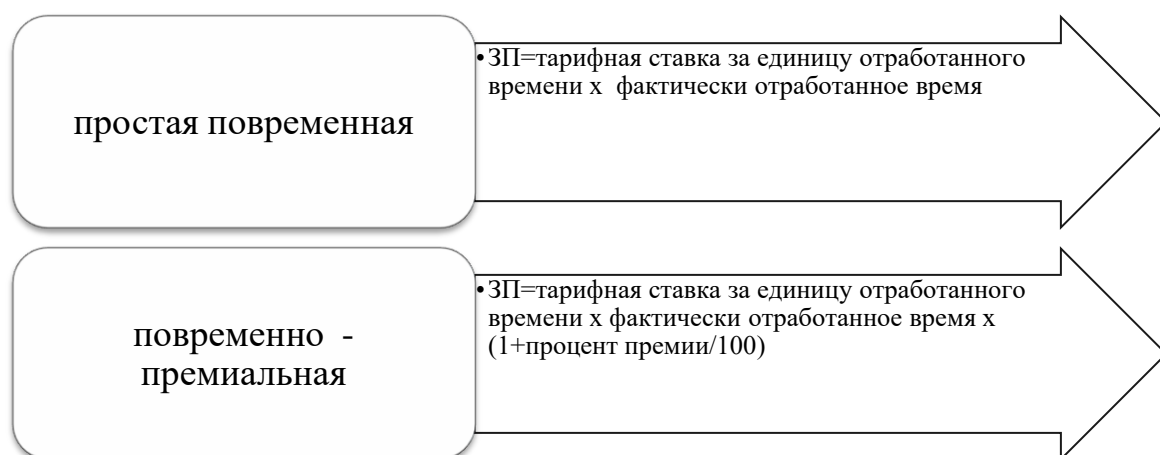 простая повременная
•ЗП=тарифная ставка за единицу отработанного
времени х фактически отработанное время
повременно -
премиальная
•ЗП=тарифная ставка за единицу отработанного
времени х фактически отработанное время х
(1+процент премии/100)